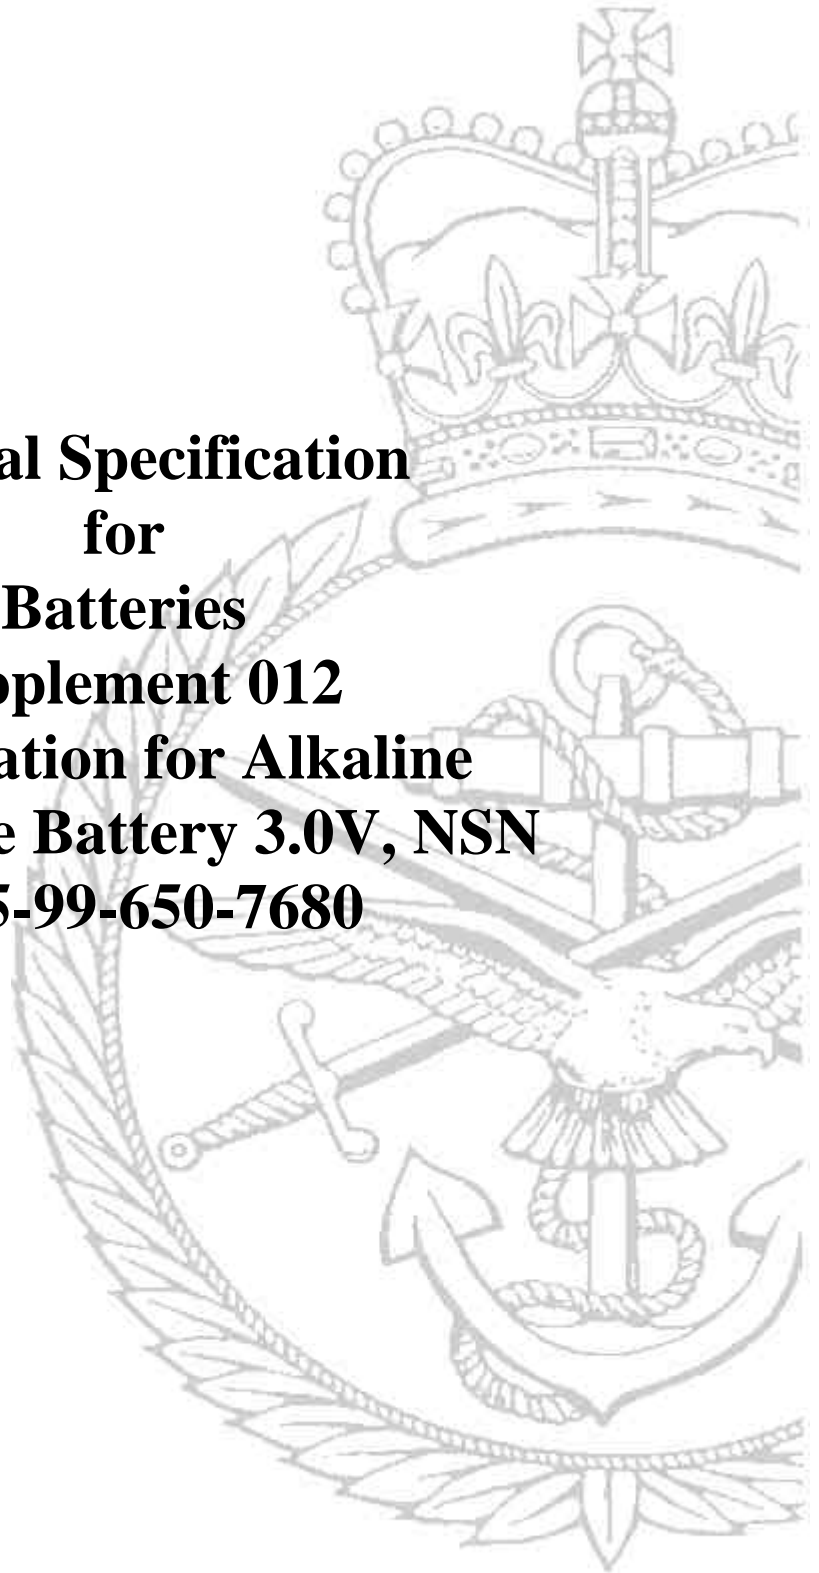 al Specification
for
Batteries
pplement 012
ation for Alkaline
e Battery 3.0V, NSN
5-99-650-7680